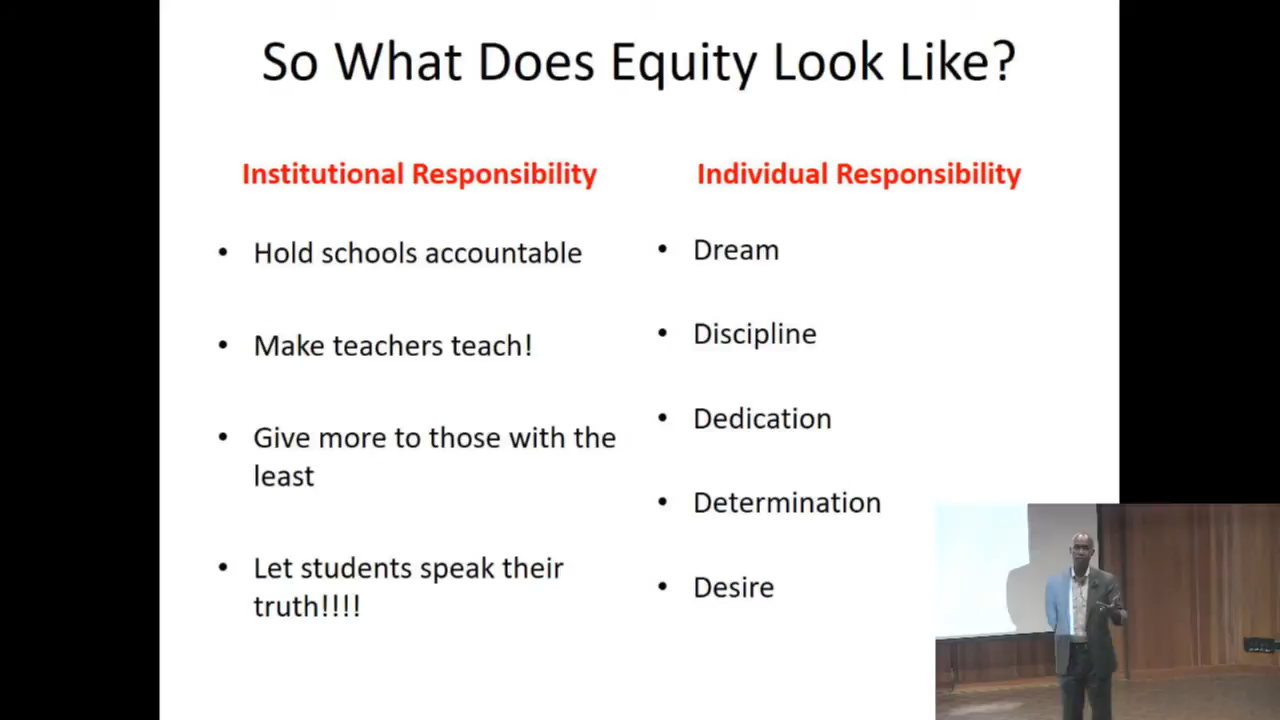 So What Does Equity Look Like?
Institutional Responsibility
• Hold schools accountable
• Make teachers teach!
• Give more to those with the
least
• Let students speak their
truth!!!!
Individual Responsibility
• Dream
• Discipline
• Dedication
• Determination
• Desire